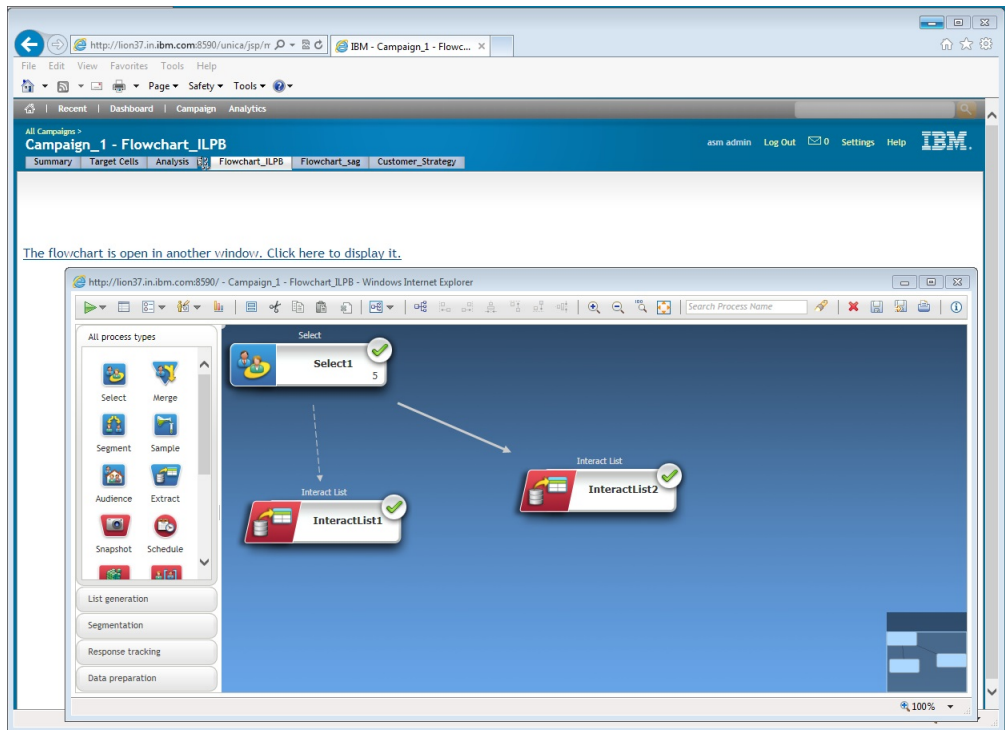 http://lion37.in.ibm.com:8590/unica/jsp/r
IBM - Campaign_1 - Flowc...
File Edit View Favorites Tools Help
Page Safety Tools
Recent | Dashboard | Campaign Analytics
All Campaigns >
Campaign_1 - Flowchart_ILPB
asm admin Log Out 0 Settings Help IBM.
Summary Target Cells Analysis Flowchart_ILPB Flowchart_sag Customer_Strategy
The flowchart is open in another window. Click here to display it.
http://lion37.in.ibm.com:8590/ - Campaign_1 - Flowchart_ILPB - Windows Internet Explorer
Search Process Name
All process types
Select Merge
Segment Sample
Audience Extract
Snapshot Schedule
List generation
Segmentation
Response tracking
Data preparation
Select
Select1
5
Interact List
InteractList1
Interact List
InteractList2
100%